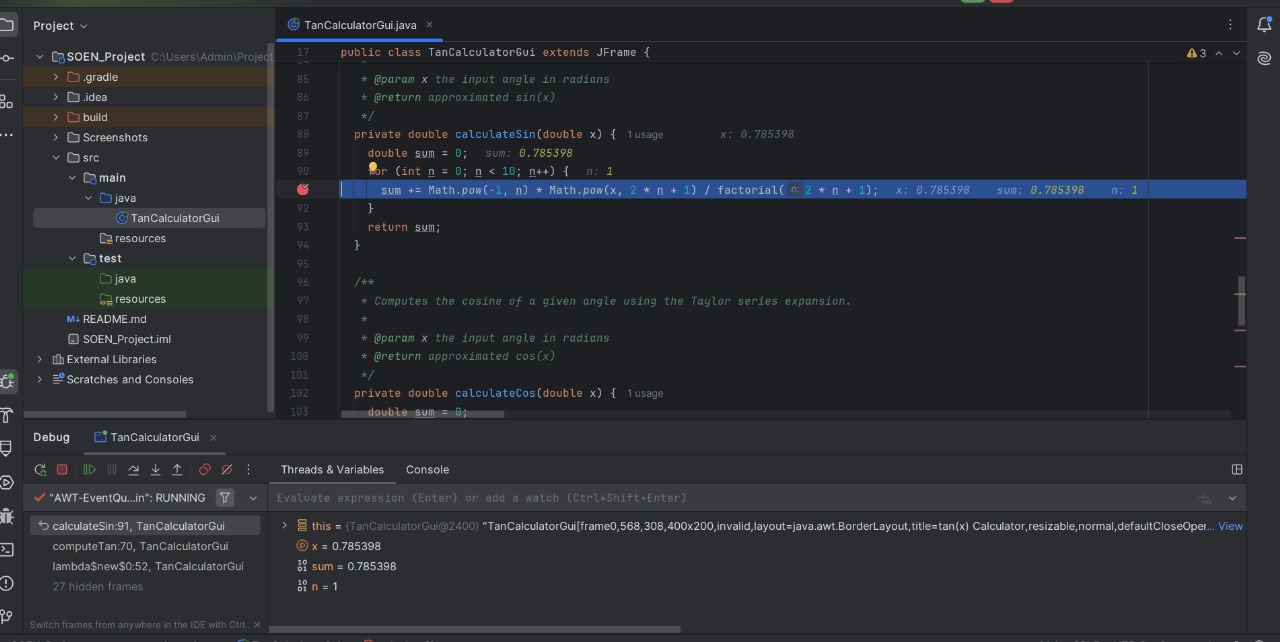 Project
TanCalculatorGui.java
SOEN_Project C:\Users\Admin\Project
.gradle
.idea
build
Screenshots
src
main
java
TanCalculatorGui
resources
test
java
resources
README.md
SOEN_Project.iml
External Libraries
Scratches and Consoles
17 public class TanCalculatorGui extends JFrame {
3
85 * @param x the input angle in radians
86 * @return approximated sin(x)
87 */
88 private double calculateSin(double x) { 1 usage x: 0.785398
89 double sum = 0; sum: 0.785398
90 or (int n = 0; n < 10; n++) { n: 1
sum += Math.pow(-1, n) * Math.pow(x, 2 * n + 1) / factorial( n: 2 * n + 1); x: 0.785398 sum: 0.785398 n: 1
92 }
93 return sum;
94 }
95
96 /**
97 * Computes the cosine of a given angle using the Taylor series expansion.
98 *
99 * @param x the input angle in radians
100 * @return approximated cos(x)
101 */
102 private double calculateCos(double x) { 1 usage
103 double sum = 0;
Debug
TanCalculatorGui
Threads & Variables
Console
"AWT-EventQu...in": RUNNING
Evaluate expression (Enter) or add a watch (Ctrl+Shift+Enter)
calculateSin:91, TanCalculatorGui
computeTan:70, TanCalculatorGui
lambda$new$0:52, TanCalculatorGui
27 hidden frames
Switch frames from anywhere in the IDE with Ctrl..
this = {TanCalculatorGui@2400} "TanCalculatorGui[frame0,568,308,400x200,invalid,layout=java.awt.BorderLayout,title=tan(x) Calculator,resizable,normal,defaultCloseOper... View
x = 0.785398
sum = 0.785398
n = 1